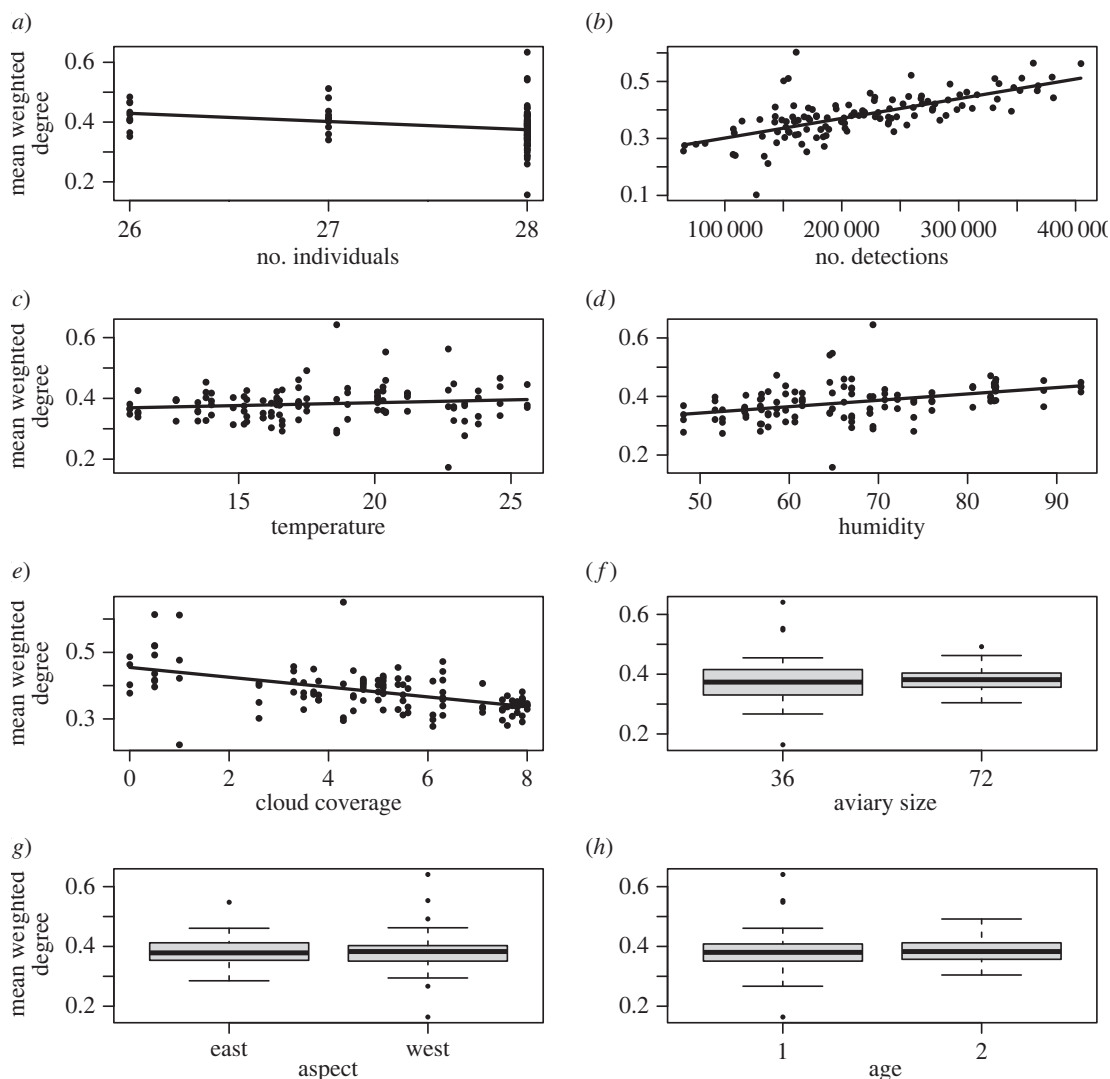 a)
mean weighted
degree
0.6
0.4
0.2
26
27
28
no. individuals
(b)
0.5
0.3
0.1
100 000
200 000
300 000
400 000
no. detections
c)
mean weighted
degree
0.6
0.4
0.2
15
20
25
temperature
(d)
0.6
0.4
0.2
50
60
70
80
90
humidity
e)
mean weighted
degree
0.5
0.3
0
2
4
6
8
cloud coverage
(f)
0.6
0.4
0.2
36
72
aviary size
g)
mean weighted
degree
0.6
0.4
0.2
east
west
aspect
(h)
0.6
0.4
0.2
1
2
age